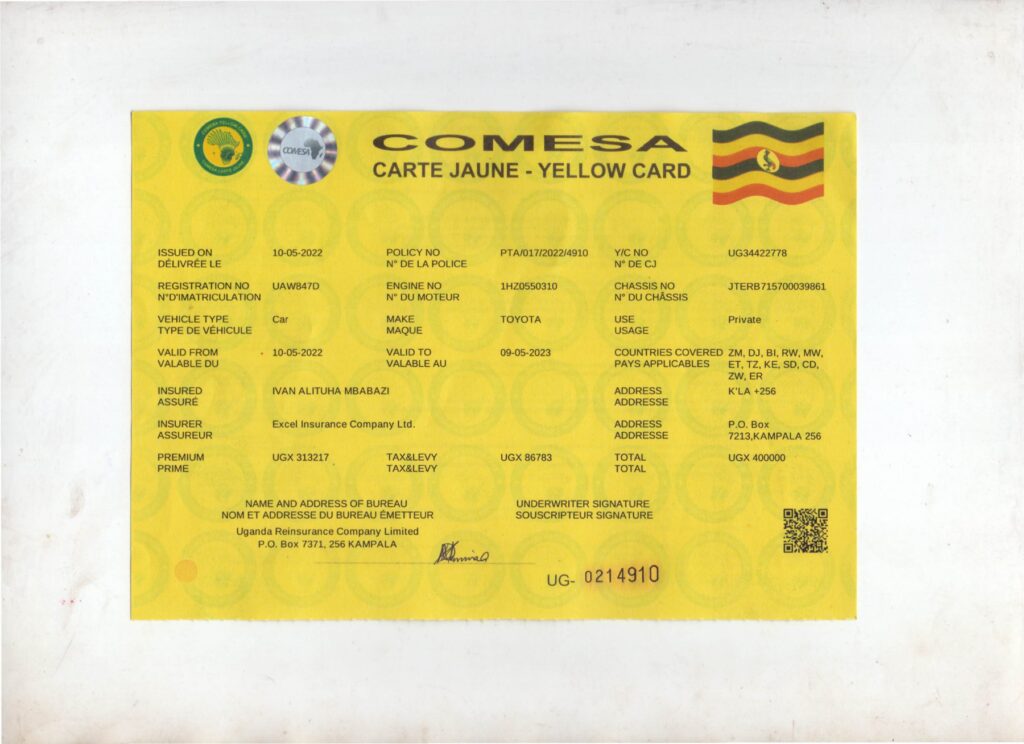 COMESA YELLOW CARD
COMESA
COMESA
CARTE JAUNE - YELLOW CARD
ISSUED ON 10-05-2022 POLICY NO PTA/017/2022/4910 Y/C NO UG34422778
DÉLIVRÉE LE N° DE LA POLICE N° DE CJ
REGISTRATION NO UAW847D ENGINE NO 1HZ0550310 CHASSIS NO JTERB715700039861
N°D'IMATRICULATION N° DU MOTEUR N° DU CHÂSSIS
VEHICLE TYPE Car MAKE TOYOTA USE Private
TYPE DE VÉHICULE MAQUE USAGE
VALID FROM 10-05-2022 VALID TO 09-05-2023 COUNTRIES COVERED ZM, DJ, BI, RW, MW,
VALABLE DU VALABLE AU PAYS APPLICABLES ET, TZ, KE, SD, CD,
ZW, ER
INSURED IVAN ALITUHA MBABAZI ADDRESS K'LA +256
ASSURÉ ADDRESSE
INSURER Excel Insurance Company Ltd. ADDRESS P.O. Box
ASSUREUR ADDRESSE 7213,KAMPALA 256
PREMIUM UGX 313217 TAX&LEVY UGX 86783 TOTAL UGX 400000
PRIME TAX&LEVY TOTAL
NAME AND ADDRESS OF BUREAU UNDERWRITER SIGNATURE
NOM ET ADDRESSE DU BUREAU ÉMETTEUR SOUSCRIPTEUR SIGNATURE
Uganda Reinsurance Company Limited
P.O. Box 7371, 256 KAMPALA
UG- 0214910